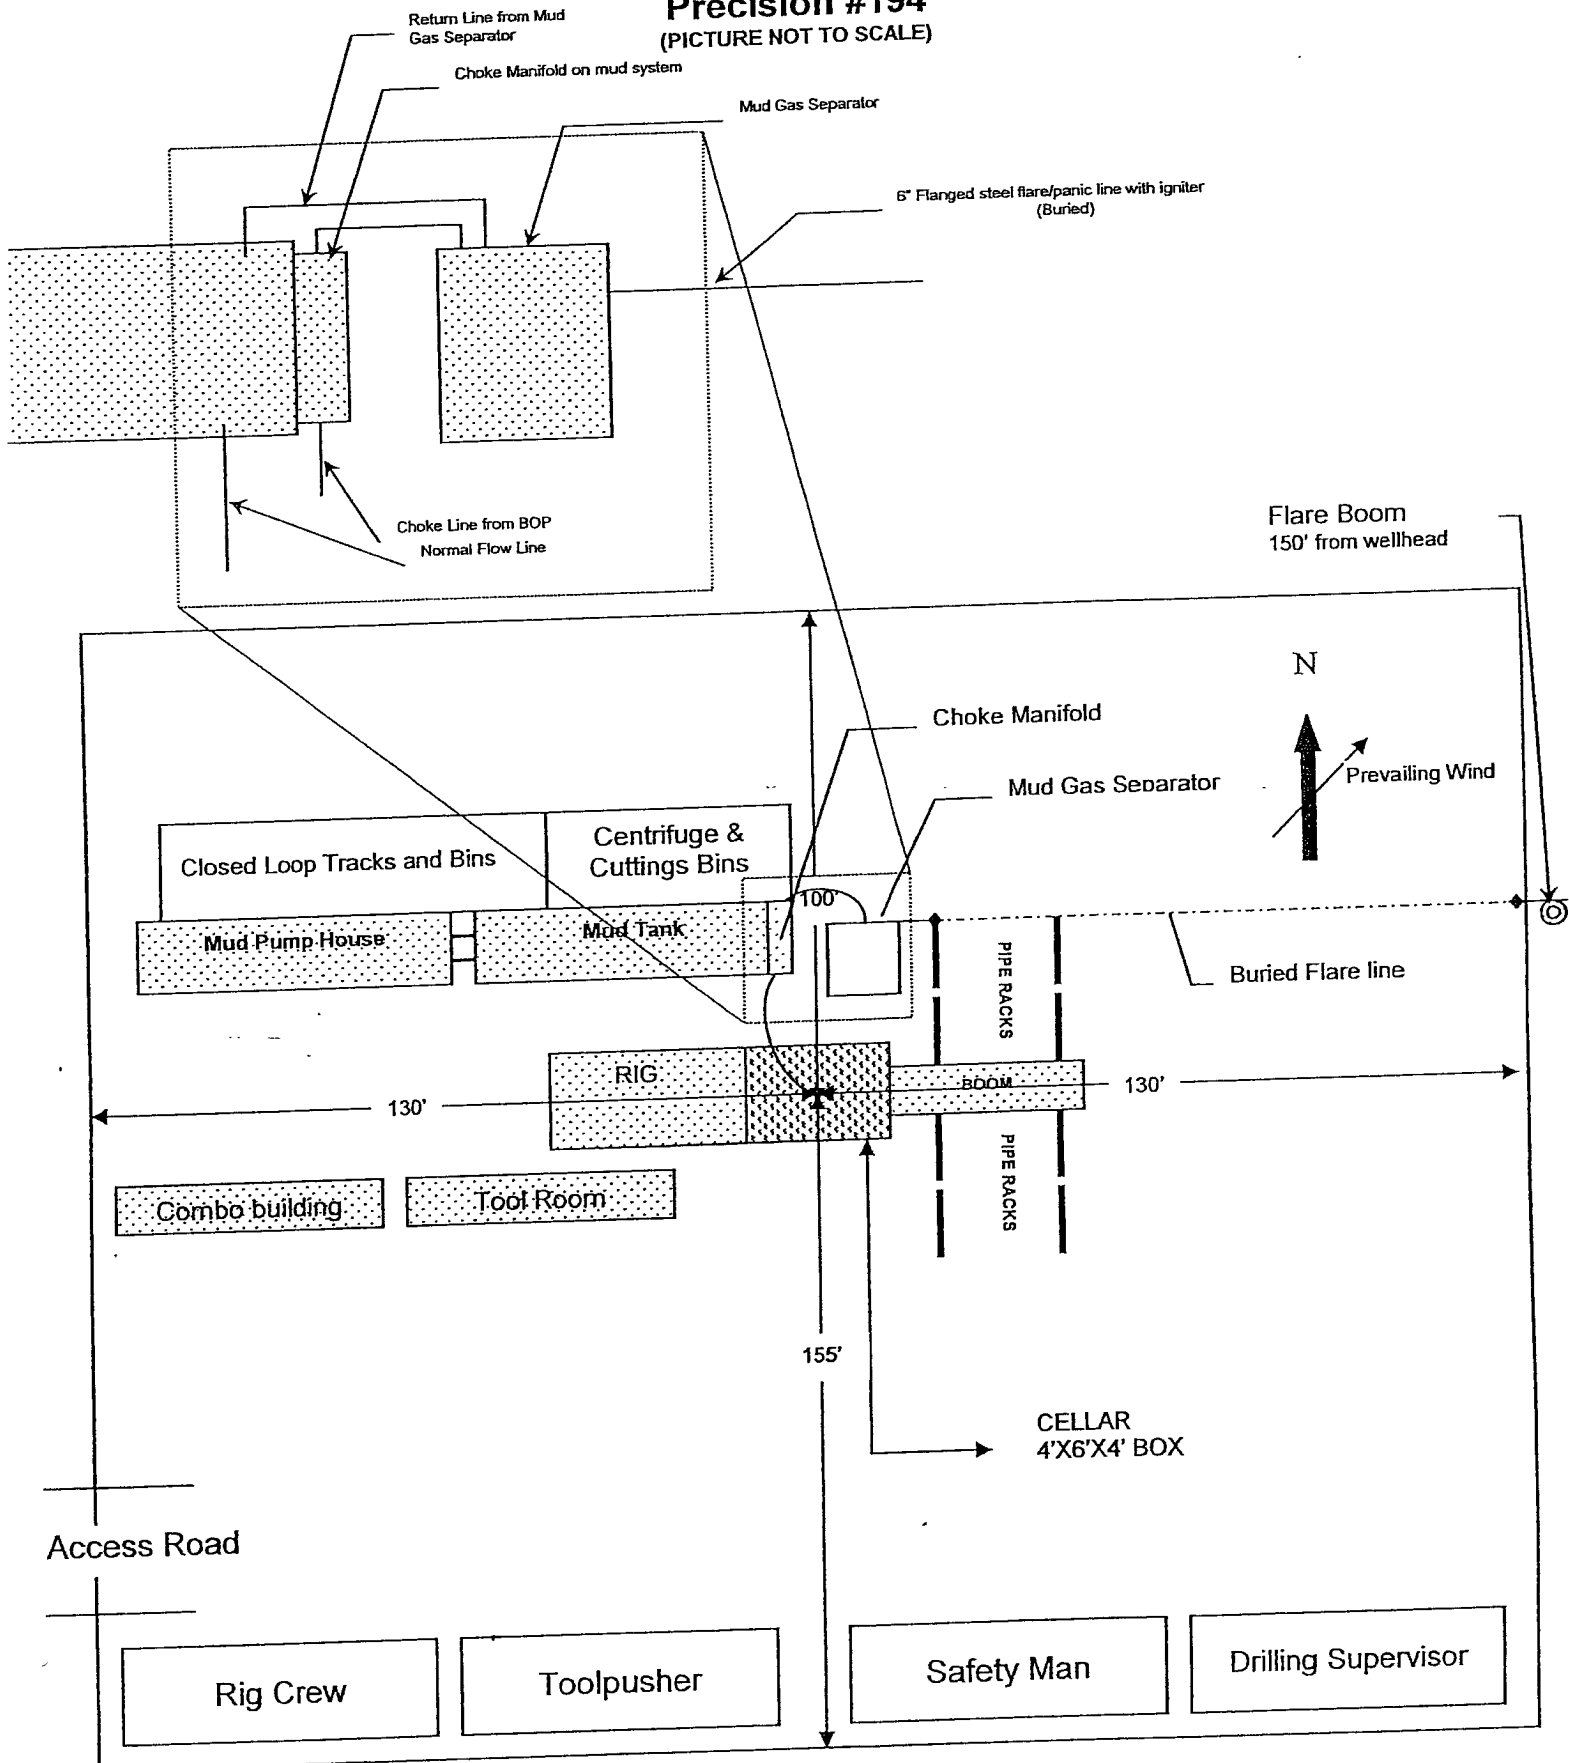 Precision #194
(PICTURE NOT TO SCALE)
Return Line from Mud
Gas Separator
Choke Manifold on mud system
Mud Gas Separator
6" Flanged steel flare/panic line with igniter
(Buried)
Choke Line from BOP
Normal Flow Line
Flare Boom
150' from wellhead
N
Prevailing Wind
Choke Manifold
Mud Gas Separator
Closed Loop Tracks and Bins
Centrifuge &
Cuttings Bins
100'
Mud Pump House
Mud Tank
PIPE RACKS
Buried Flare line
RIG
BOOM
130'
130'
PIPE RACKS
Combo building
Tool Room
155'
CELLAR
4'X6'X4' BOX
Access Road
Rig Crew
Toolpusher
Safety Man
Drilling Supervisor